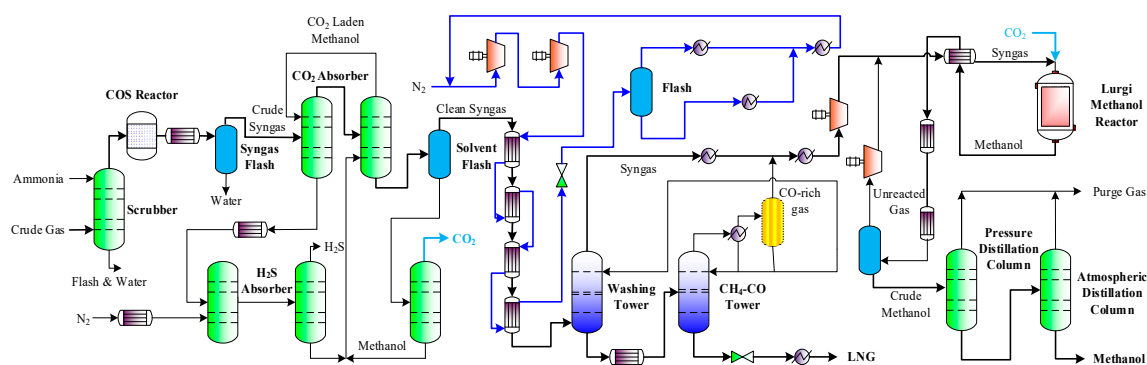 CO2 Laden
Methanol
CO2 Absorber
COS Reactor
Crude
Syngas
Syngas
Flash
Water
Ammonia
Scrubber
Crude Gas
Flash & Water
H2S
H2S
Absorber
N2
Methanol
CO2
Solvent
Flash
Clean Syngas
N2
Flash
Syngas
CO-rich
gas
Washing
Tower
CH4-CO
Tower
LNG
Unreacted
Gas
Crude
Methanol
CO2
Syngas
Lurgi
Methanol
Reactor
Methanol
Purge Gas
Pressure
Distillation
Column
Atmospheric
Distillation
Column
Methanol